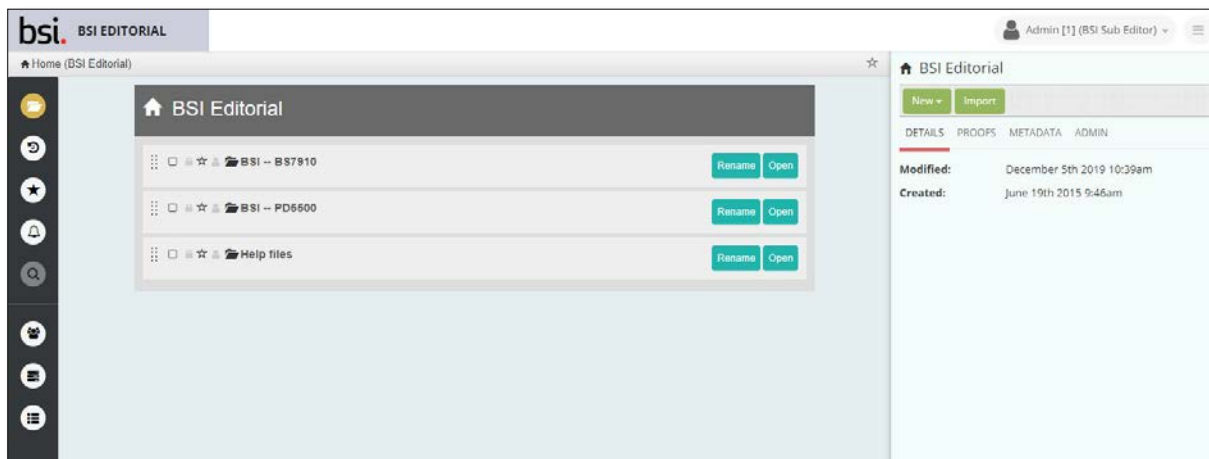 bsi. BSI EDITORIAL
Admin [1] (BSI Sub Editor)
Home (BSI Editorial)
BSI Editorial
BSI -- BS7910
Rename Open
BSI -- PD5500
Rename Open
Help files
Rename Open
BSI Editorial
New Import
DETAILS PROOFS METADATA ADMIN
Modified: December 5th 2019 10:39am
Created: June 19th 2015 9:46am